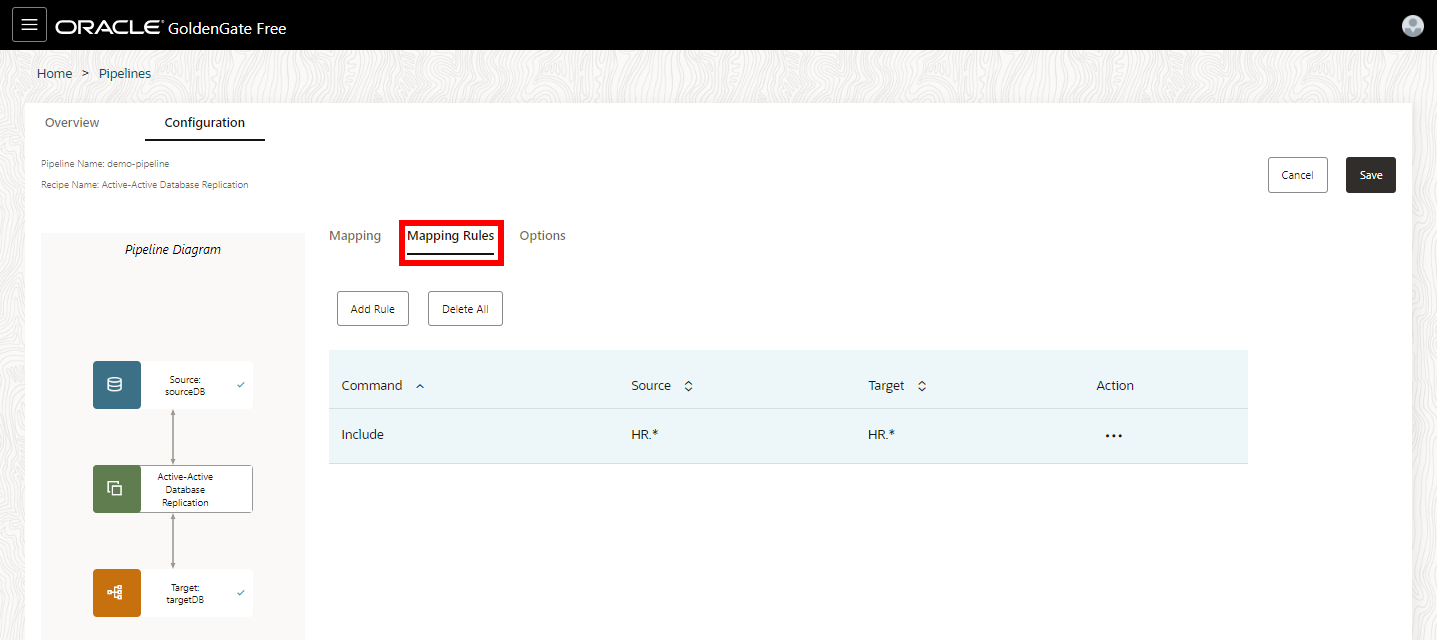 ORACLE GoldenGate Free
Home > Pipelines
Overview Configuration
Pipeline Name: demo-pipeline
Recipe Name: Active-Active Database Replication
Cancel Save
Pipeline Diagram
Source:
sourceDB
Active-Active
Database
Replication
Target:
targetDB
Mapping Mapping Rules Options
Add Rule Delete All
Command Source Target Action
Include HR.* HR.* •••